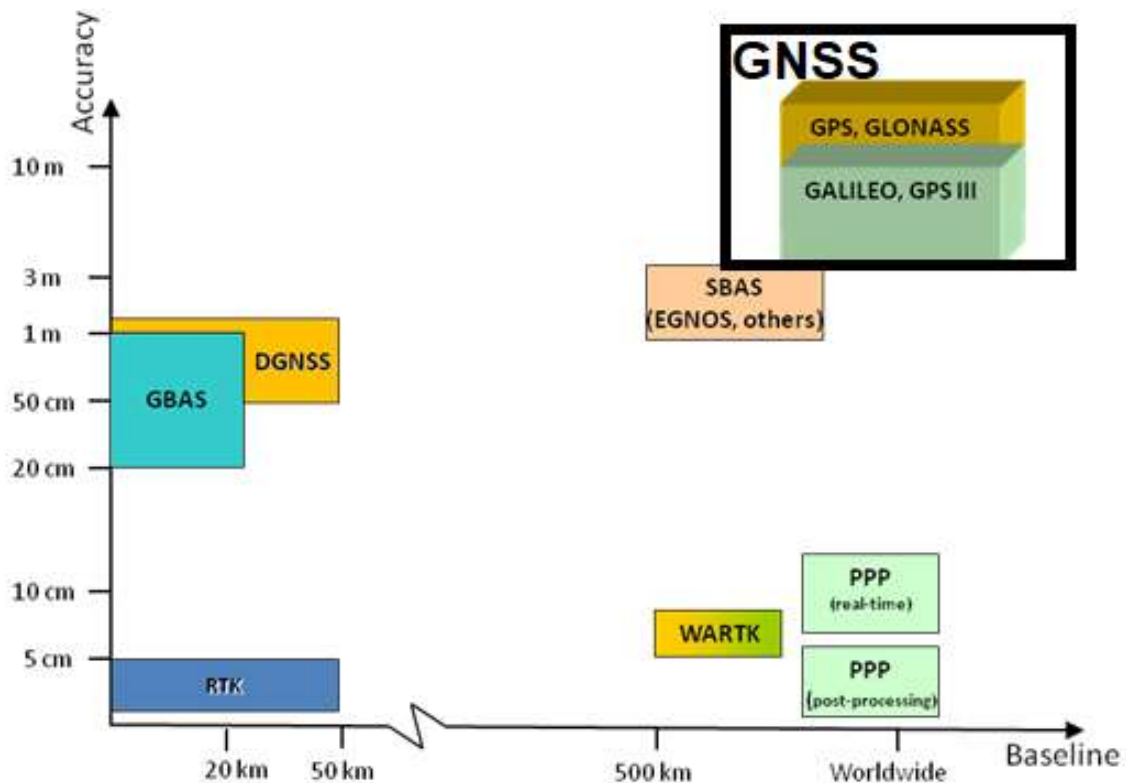 Accuracy
GNSS
GPS, GLONASS
GALILEO, GPS III
10 m
3 m
1 m
50 cm
20 cm
10 cm
5 cm
SBAS
(EGNOS, others)
DGNSS
GBAS
PPP
(real-time)
WARTK
PPP
(post-processing)
RTK
20 km
50 km
500 km
Worldwide
Baseline